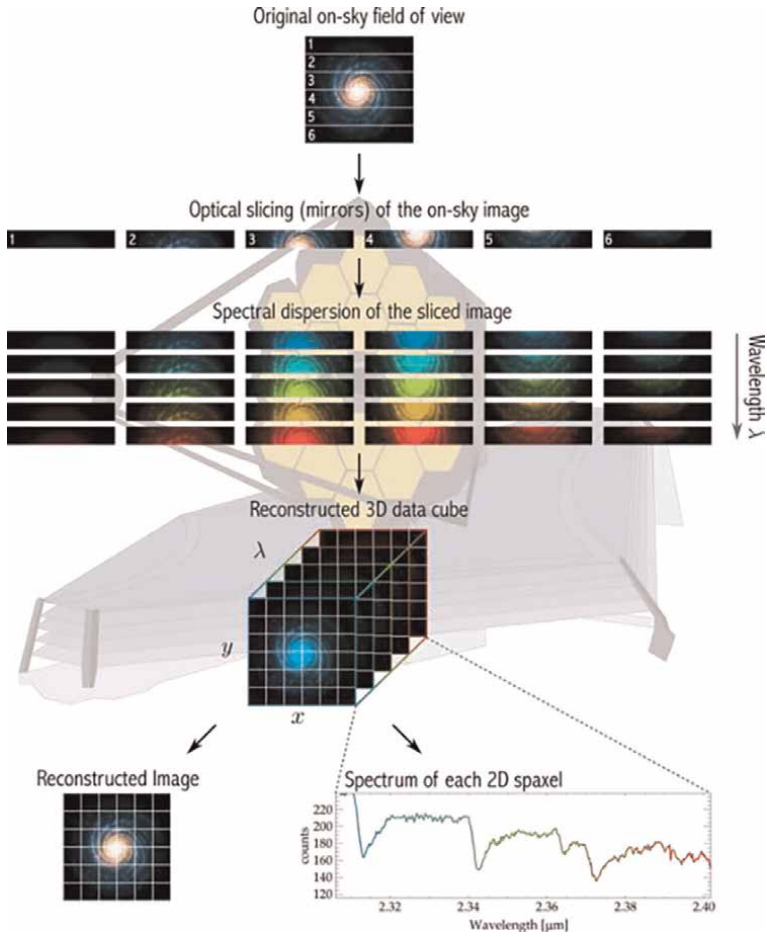 Original on-sky field of view
1
2
3
4
5
6
Optical slicing (mirrors) of the on-sky image
1 2 3 4 5 6
Spectral dispersion of the sliced image
Wavelength λ
Reconstructed 3D data cube
λ
y
x
Reconstructed Image
Spectrum of each 2D spaxel
counts
220
200
180
160
140
120
2.32 2.34 2.36 2.38 2.40
Wavelength [μm]